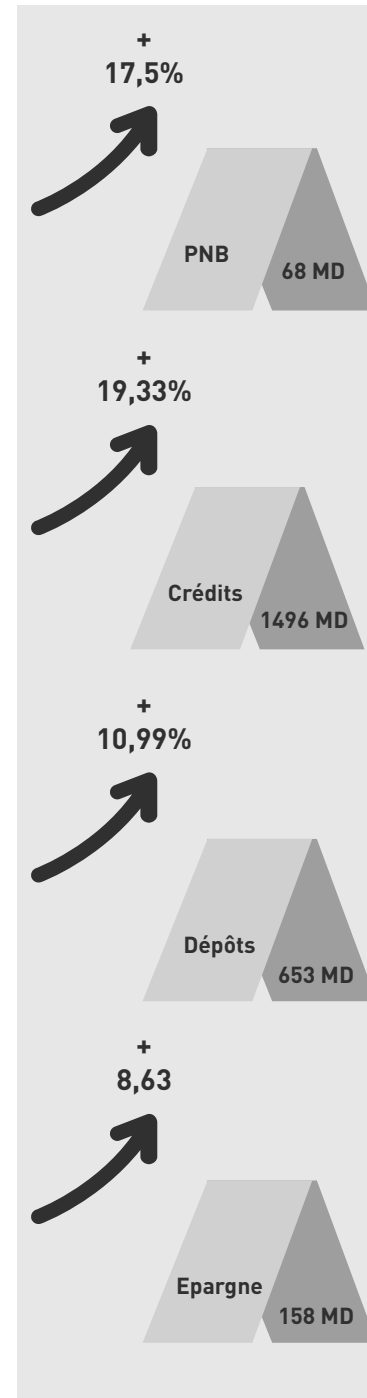 +
17,5%
PNB
68 MD
+
19,33%
Crédits
1496 MD
+
10,99%
Dépôts
653 MD
+
8,63
Epargne
158 MD